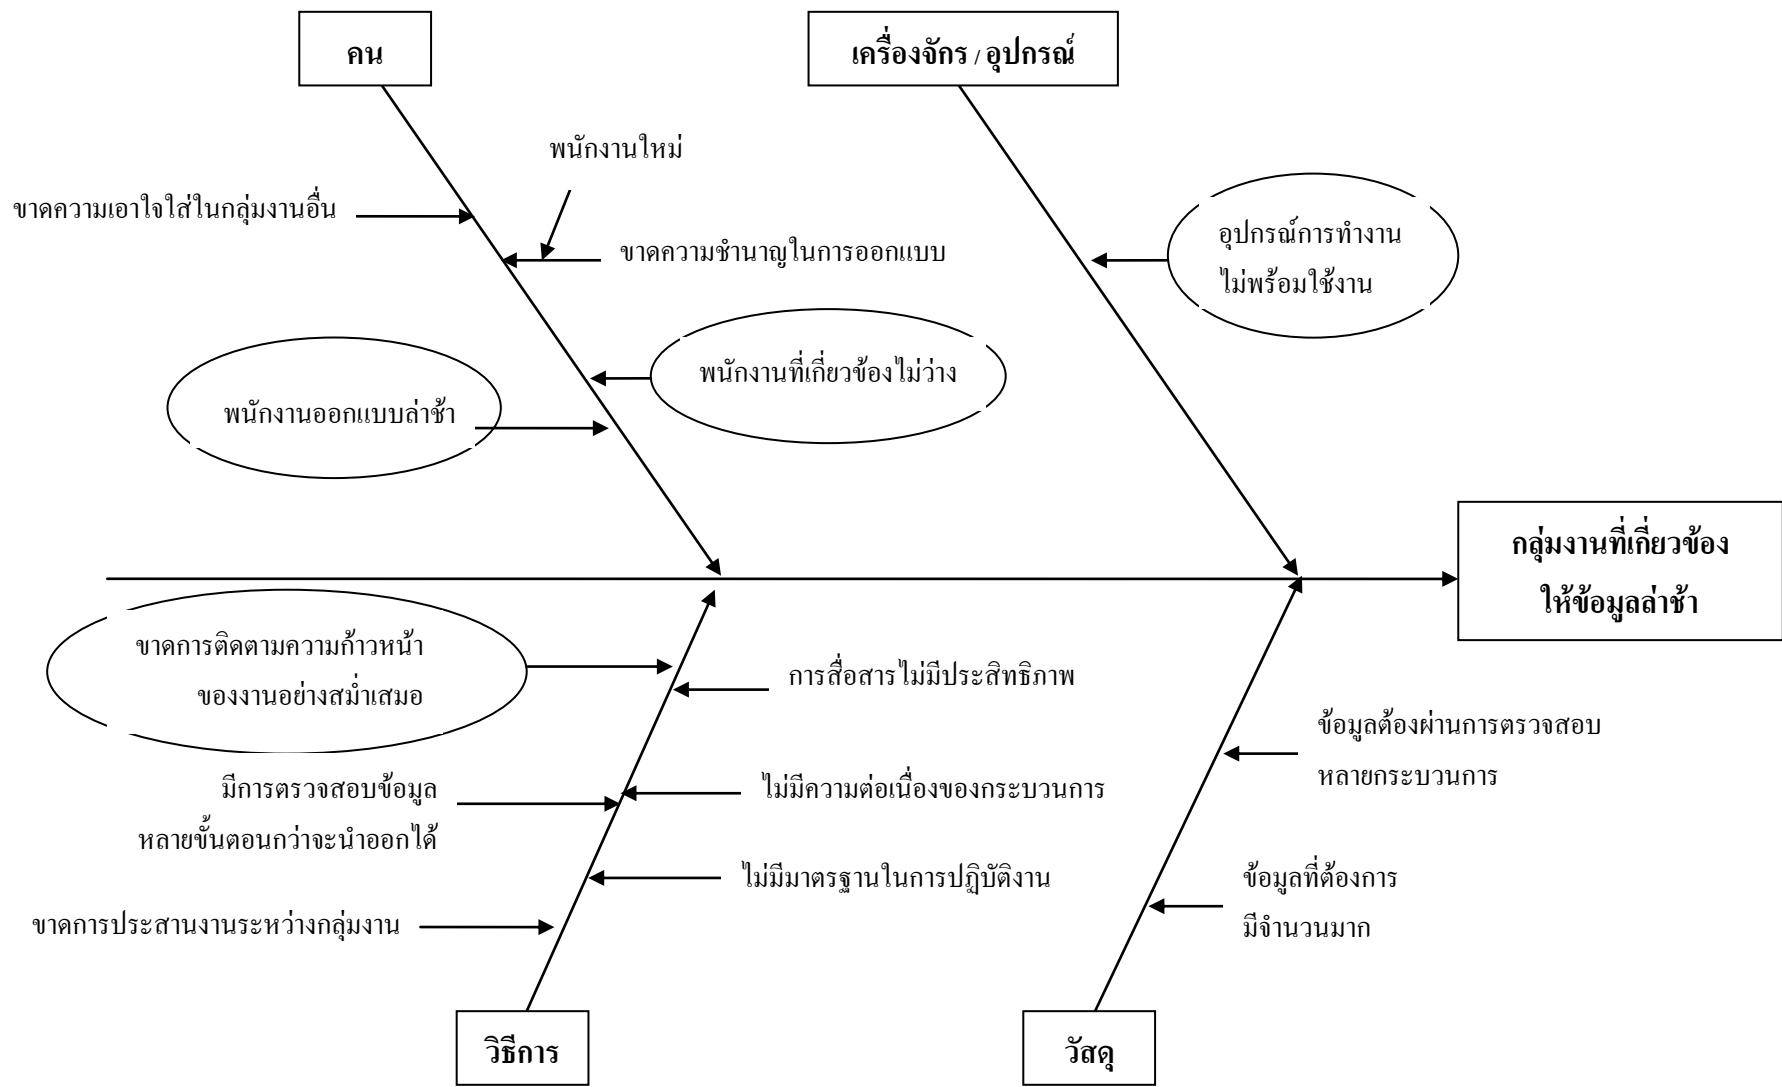 คน
เครื่องจักร / อุปกรณ์
พนักงานใหม่
ขาดความเอาใจใส่ในกลุ่มงานอื่น
ขาดความชำนาญในการออกแบบ
อุปกรณ์การทำงาน
ไม่พร้อมใช้งาน
พนักงานที่เกี่ยวข้องไม่ว่าง
พนักงานออกแบบล่าช้า
กลุ่มงานที่เกี่ยวข้อง
ให้ข้อมูลล่าช้า
ขาดการติดตามความก้าวหน้า
ของงานอย่างสม่ำเสมอ
การสื่อสารไม่มีประสิทธิภาพ
ข้อมูลต้องผ่านการตรวจสอบ
หลายกระบวนการ
มีการตรวจสอบข้อมูล
หลายขั้นตอนกว่าจะนำออกได้
ไม่มีความต่อเนื่องของกระบวนการ
ไม่มีมาตรฐานในการปฏิบัติงาน
ข้อมูลที่ต้องการ
มีจำนวนมาก
ขาดการประสานงานระหว่างกลุ่มงาน
วิธีการ
วัสดุ